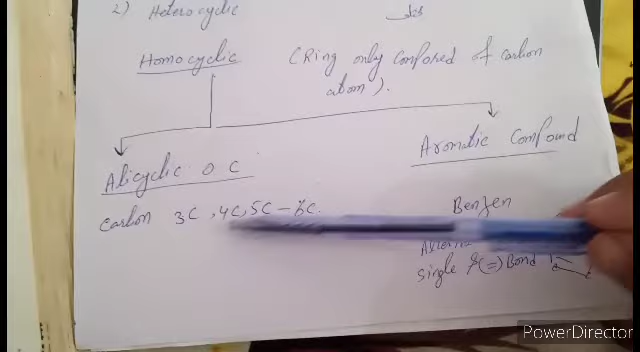 2) Heterocyclic
Homocyclic (Ring only Composed of carbon
atom).
Alicyclic O C
Aromatic Compound
Carbon 3C, 4C, 5C - 6C.
Benzen
Single & (=) Bond
PowerDirector